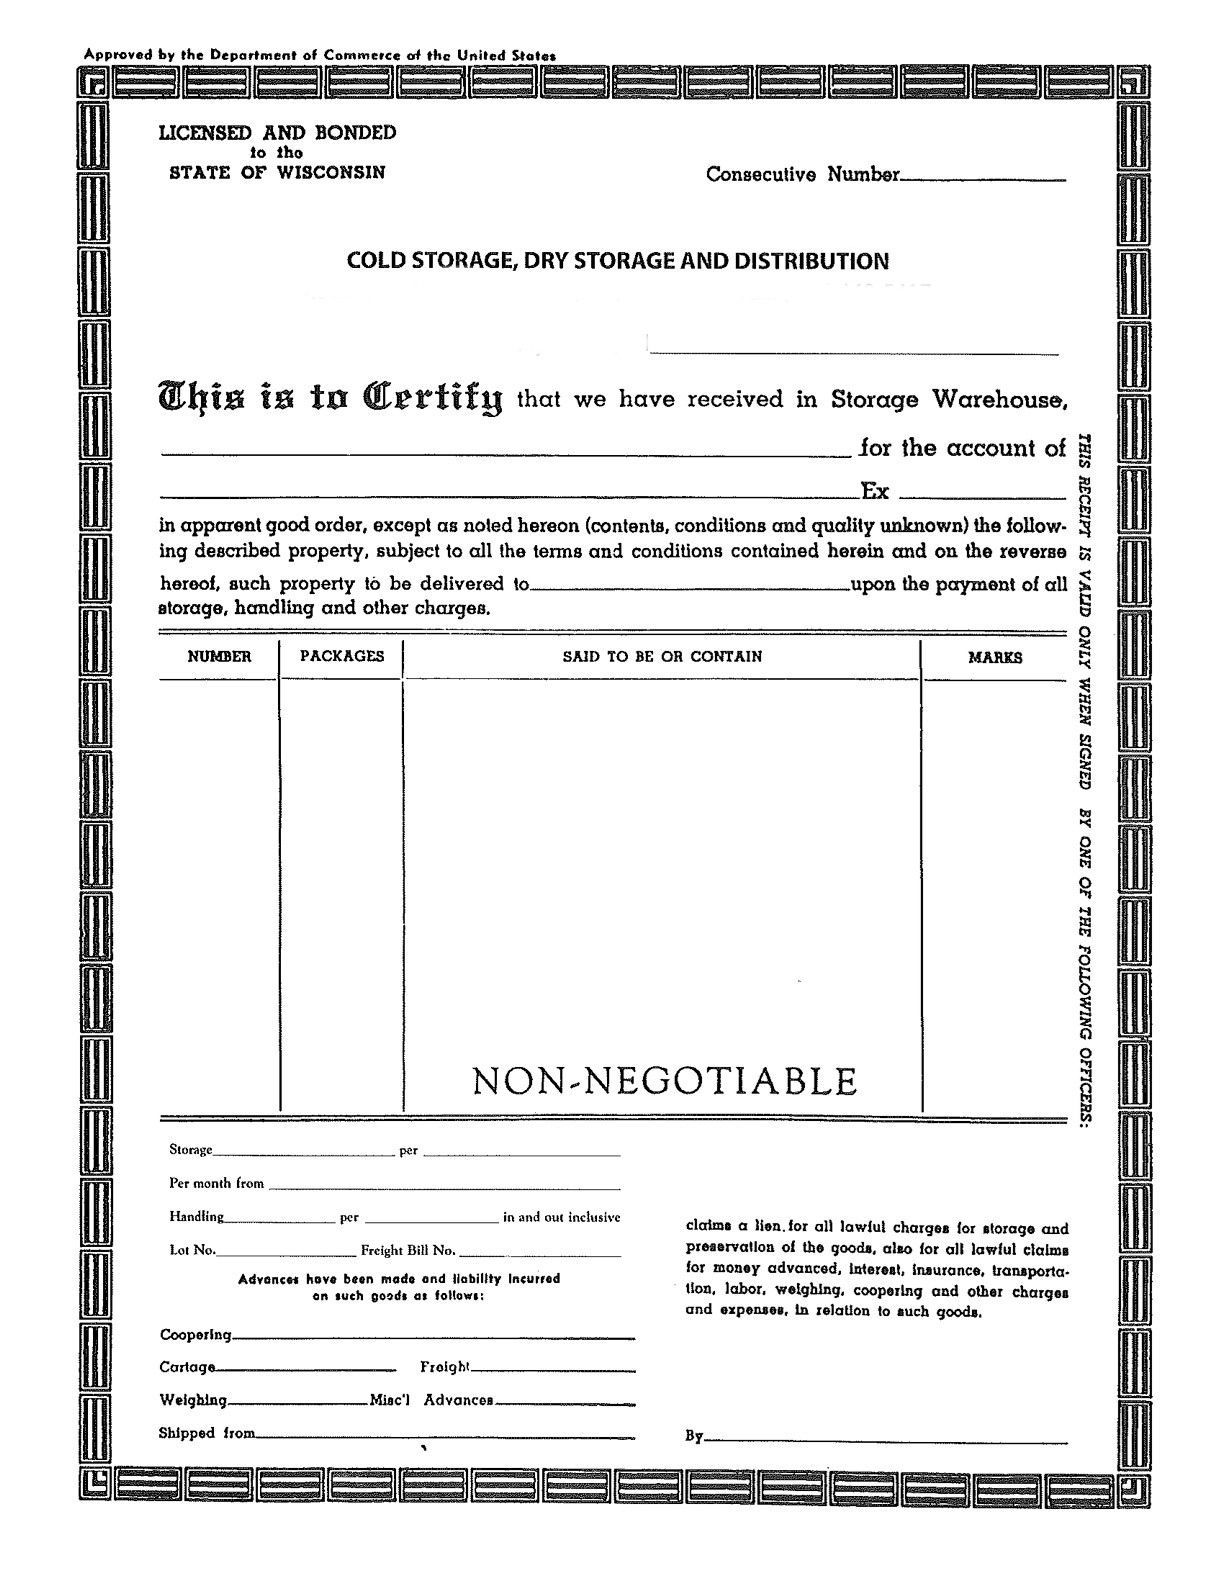 Approved by the Department of Commerce of the United States
LICENSED AND BONDED
to the
STATE OF WISCONSIN
Consecutive Number
COLD STORAGE, DRY STORAGE AND DISTRIBUTION
This is to Certify that we have received in Storage Warehouse,
for the account of
Ex
in apparent good order, except as noted hereon (contents, conditions and quality unknown) the follow-
ing described property, subject to all the terms and conditions contained herein and on the reverse
hereof, such property to be delivered to upon the payment of all
storage, handling and other charges.
NUMBER PACKAGES SAID TO BE OR CONTAIN MARKS
NON-NEGOTIABLE
THIS RECEIPT IS VALID ONLY WHEN SIGNED BY ONE OF THE FOLLOWING OFFICERS:
Storage per
Per month from
Handling per in and out inclusive
Lot No. Freight Bill No.
Advances have been made and liability incurred
on such goods as follows:
Coopering
Cartage Freight
Weighing Misc'l Advances
Shipped from
claims a lien for all lawful charges for storage and
preservation of the goods, also for all lawful claims
for money advanced, interest, insurance, transporta-
tion, labor, weighing, coopering and other charges
and expenses, in relation to such goods.
By